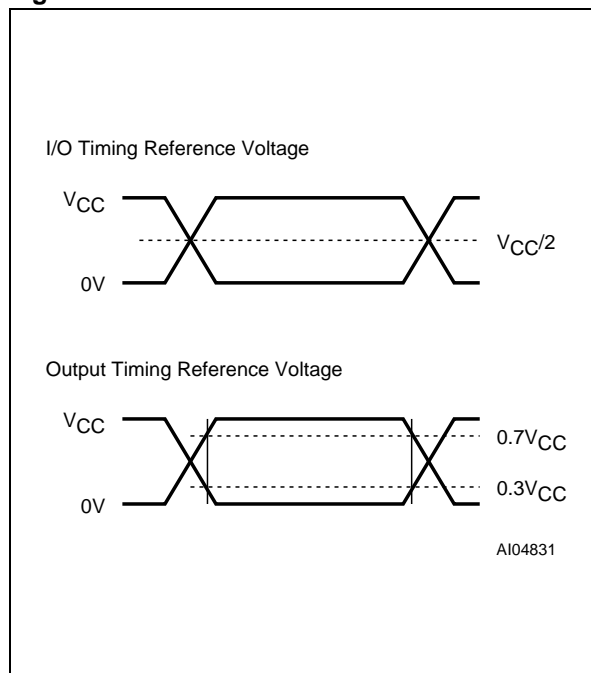 I/O Timing Reference Voltage
VCC
VCC/2
0V
Output Timing Reference Voltage
VCC
0.7VCC
0.3VCC
0V
AI04831